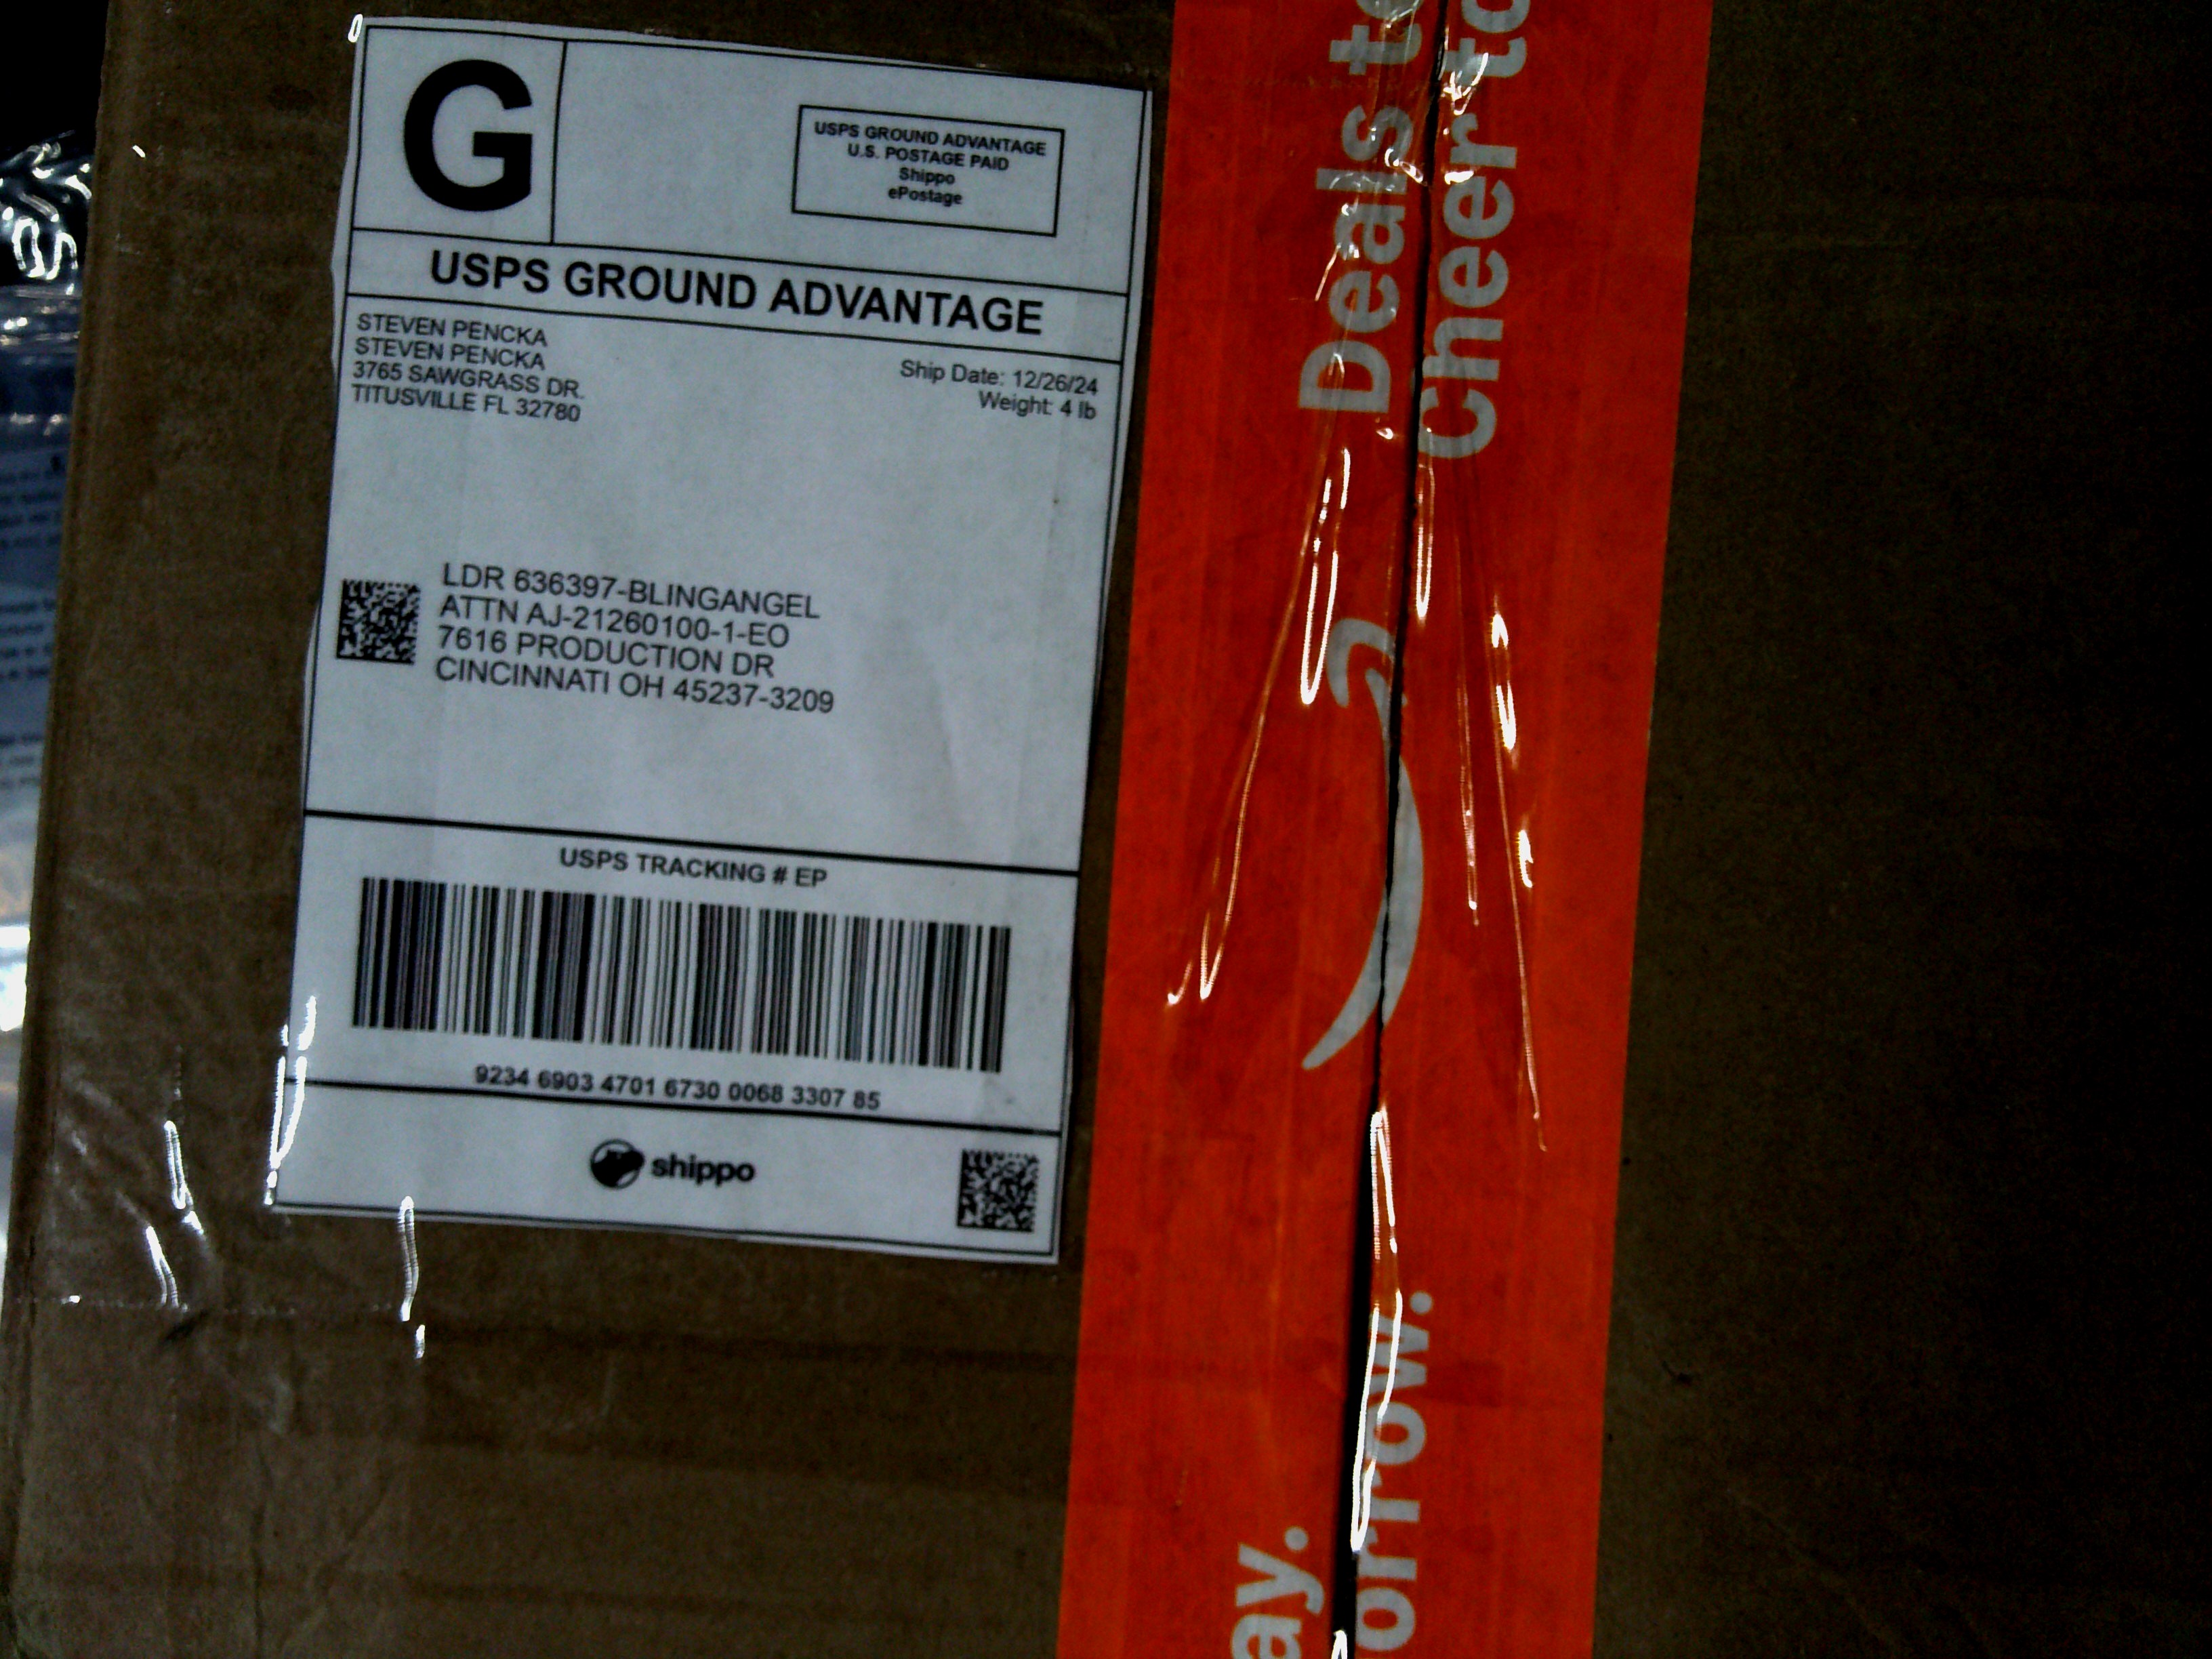 G
USPS GROUND ADVANTAGE
U.S. POSTAGE PAID
Shippo
ePostage
USPS GROUND ADVANTAGE
STEVEN PENCKA
STEVEN PENCKA
3765 SAWGRASS DR.
TITUSVILLE FL 32780
Ship Date: 12/26/24
Weight: 4 lb
LDR 636397-BLINGANGEL
ATTN AJ-21260100-1-EO
7616 PRODUCTION DR
CINCINNATI OH 45237-3209
USPS TRACKING # EP
9234 6903 4701 6730 0068 3307 85
shippo
Deals to
Cheer to
ay.
orrow.